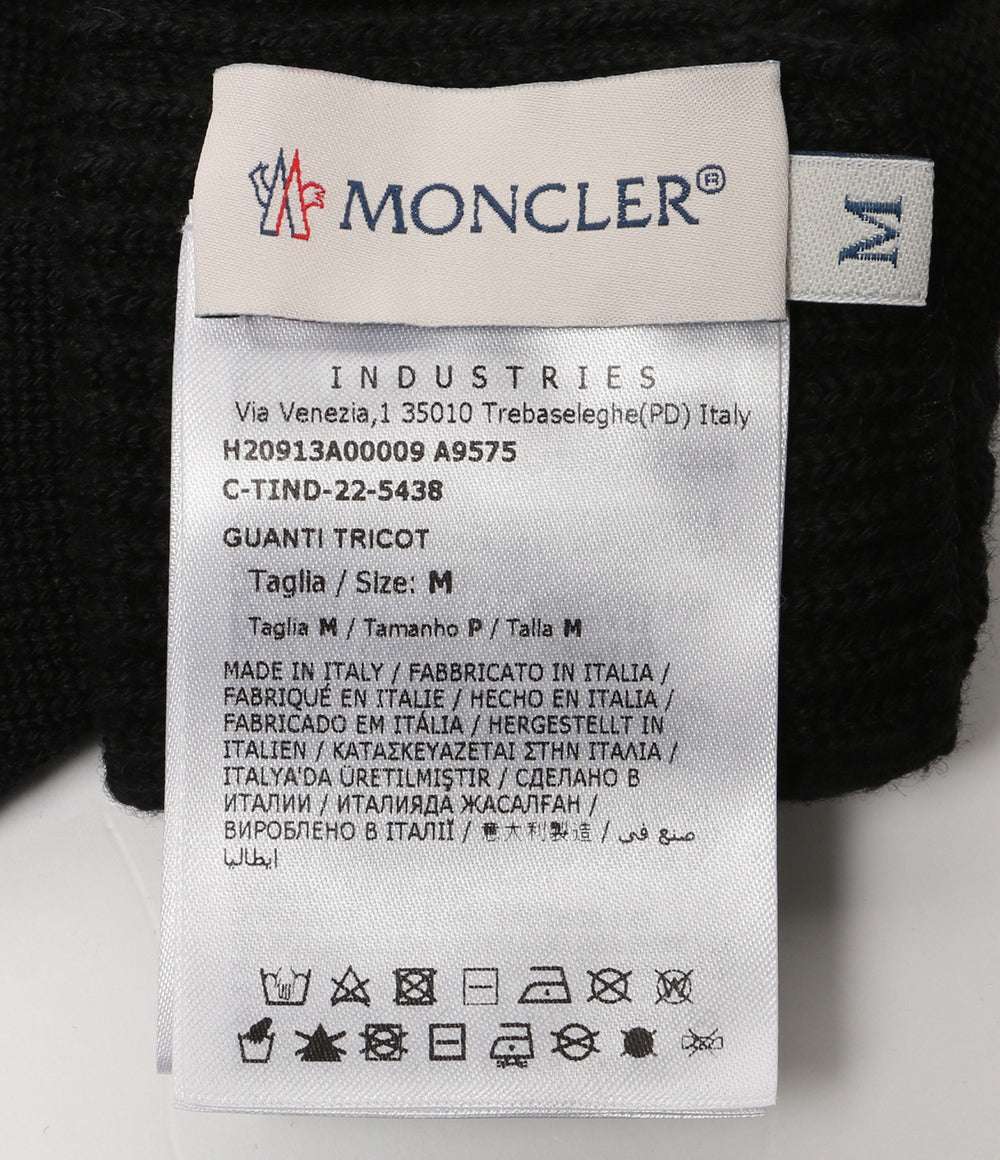 MONCLER®
M
INDUSTRIES
Via Venezia,1 35010 Trebaseleghe(PD) Italy
H20913A00009 A9575
C-TIND-22-5438
GUANTI TRICOT
Taglia / Size: M
Taglia M / Tamanho P / Talla M
MADE IN ITALY / FABBRICATO IN ITALIA /
FABRIQUÉ EN ITALIE / HECHO EN ITALIA /
FABRICADO EM ITÁLIA / HERGESTELLT IN
ITALIEN / ΚΑΤΑΣΚΕΥΑΖΕΤΑΙ ΣΤΗΝ ΙΤΑΛΙΑ /
ITALYA'DA ÜRETILMIŞTIR / СДЕЛАНО В
ИТАЛИИ / ИТАЛИЯДА ЖАСАЛҒАН /
ВИРОБЛЕНО В ІТАЛІЇ / 意大利製造 / صنع في
ايطاليا
W